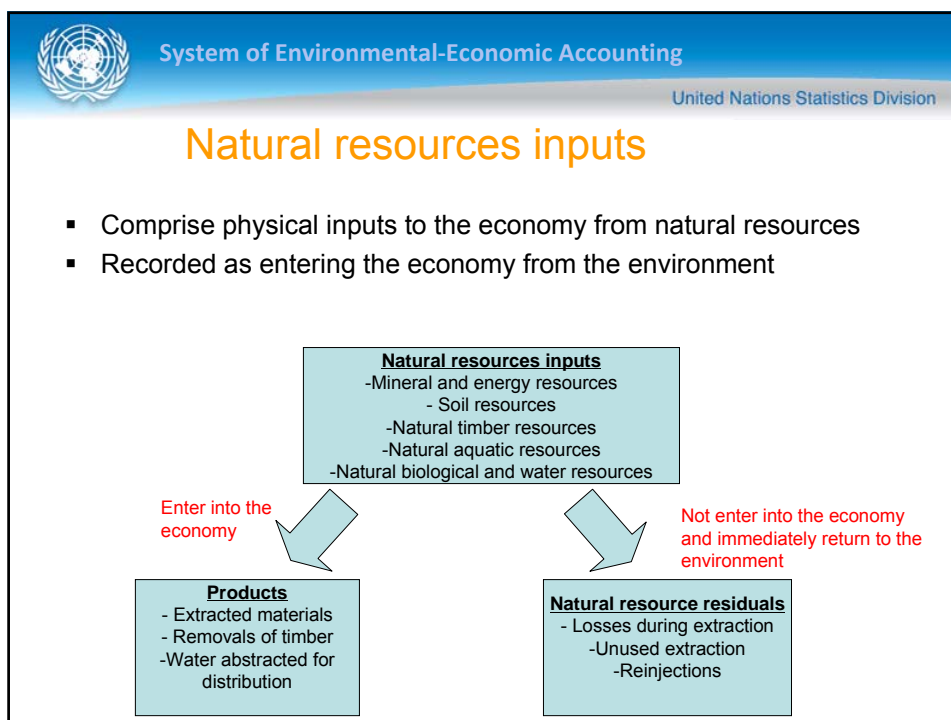 System of Environmental-Economic Accounting
United Nations Statistics Division
Natural resources inputs
▪ Comprise physical inputs to the economy from natural resources
▪ Recorded as entering the economy from the environment
Natural resources inputs
-Mineral and energy resources
- Soil resources
-Natural timber resources
-Natural aquatic resources
-Natural biological and water resources
Enter into the
economy
Not enter into the economy
and immediately return to the
environment
Products
- Extracted materials
- Removals of timber
-Water abstracted for
distribution
Natural resource residuals
- Losses during extraction
-Unused extraction
-Reinjections